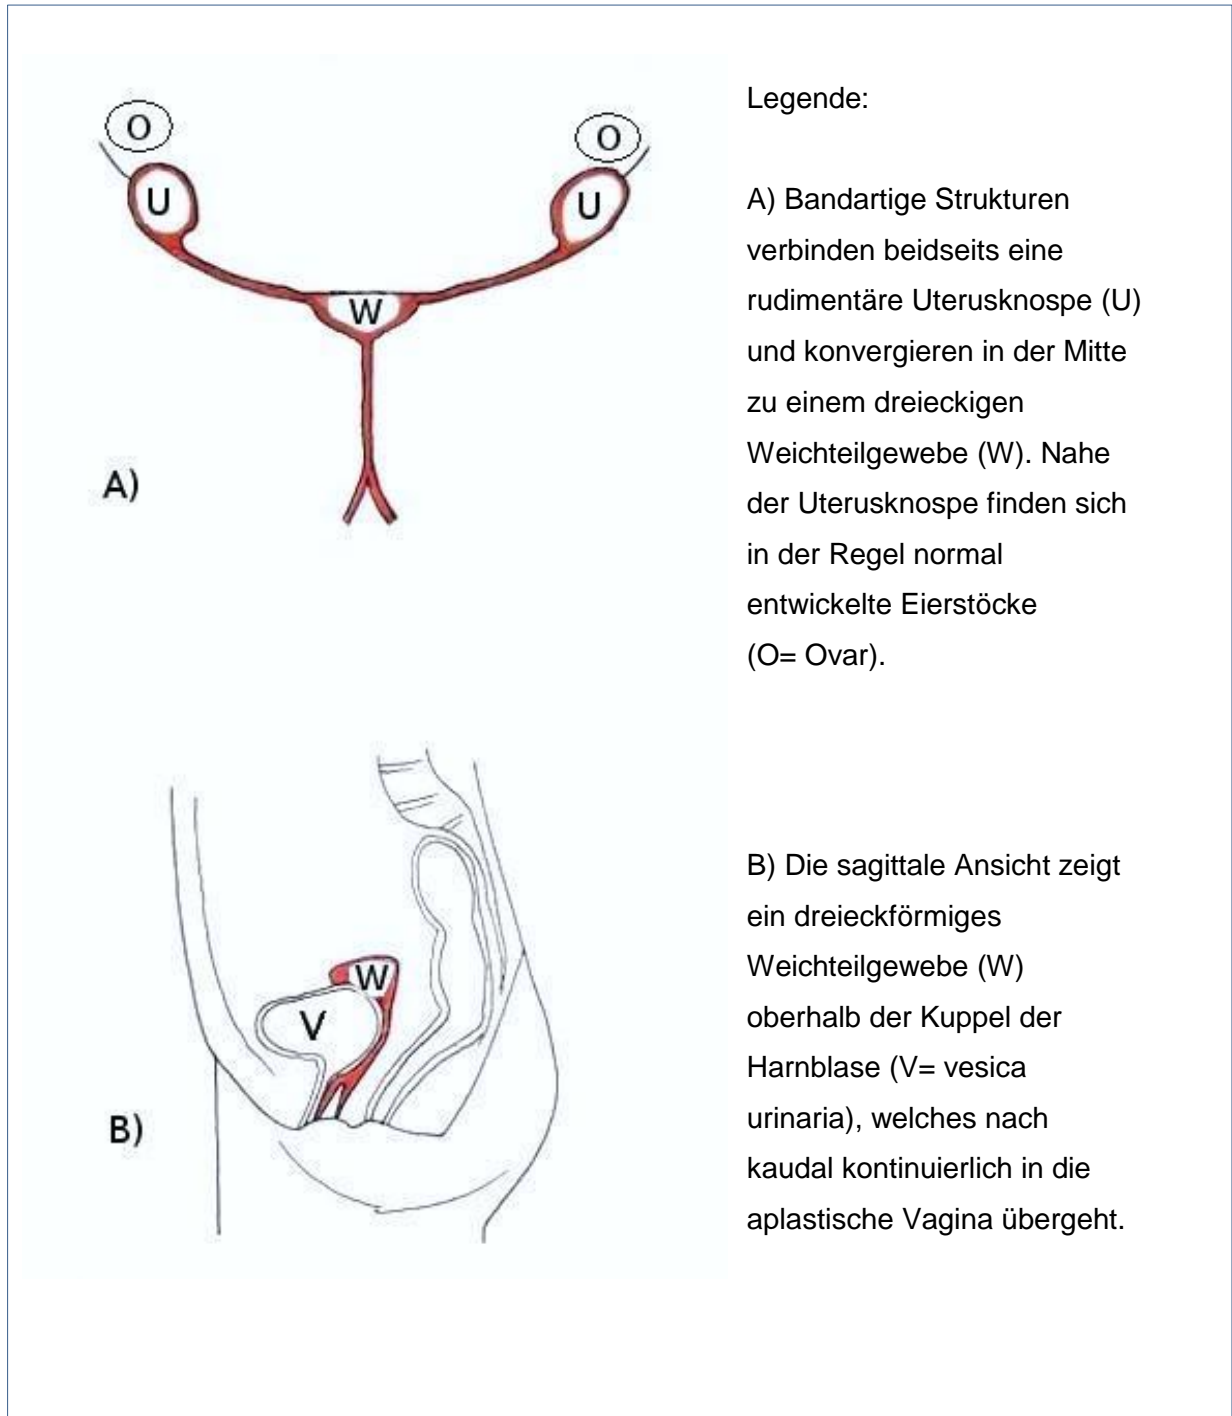 O
O
U
U
W
A)
Legende:
A) Bandartige Strukturen
verbinden beidseits eine
rudimentäre Uterusknospe (U)
und konvergieren in der Mitte
zu einem dreieckigen
Weichteilgewebe (W). Nahe
der Uterusknospe finden sich
in der Regel normal
entwickelte Eierstöcke
(O= Ovar).
W
V
B)
B) Die sagittale Ansicht zeigt
ein dreieckförmiges
Weichteilgewebe (W)
oberhalb der Kuppel der
Harnblase (V= vesica
urinaria), welches nach
kaudal kontinuierlich in die
aplastische Vagina übergeht.